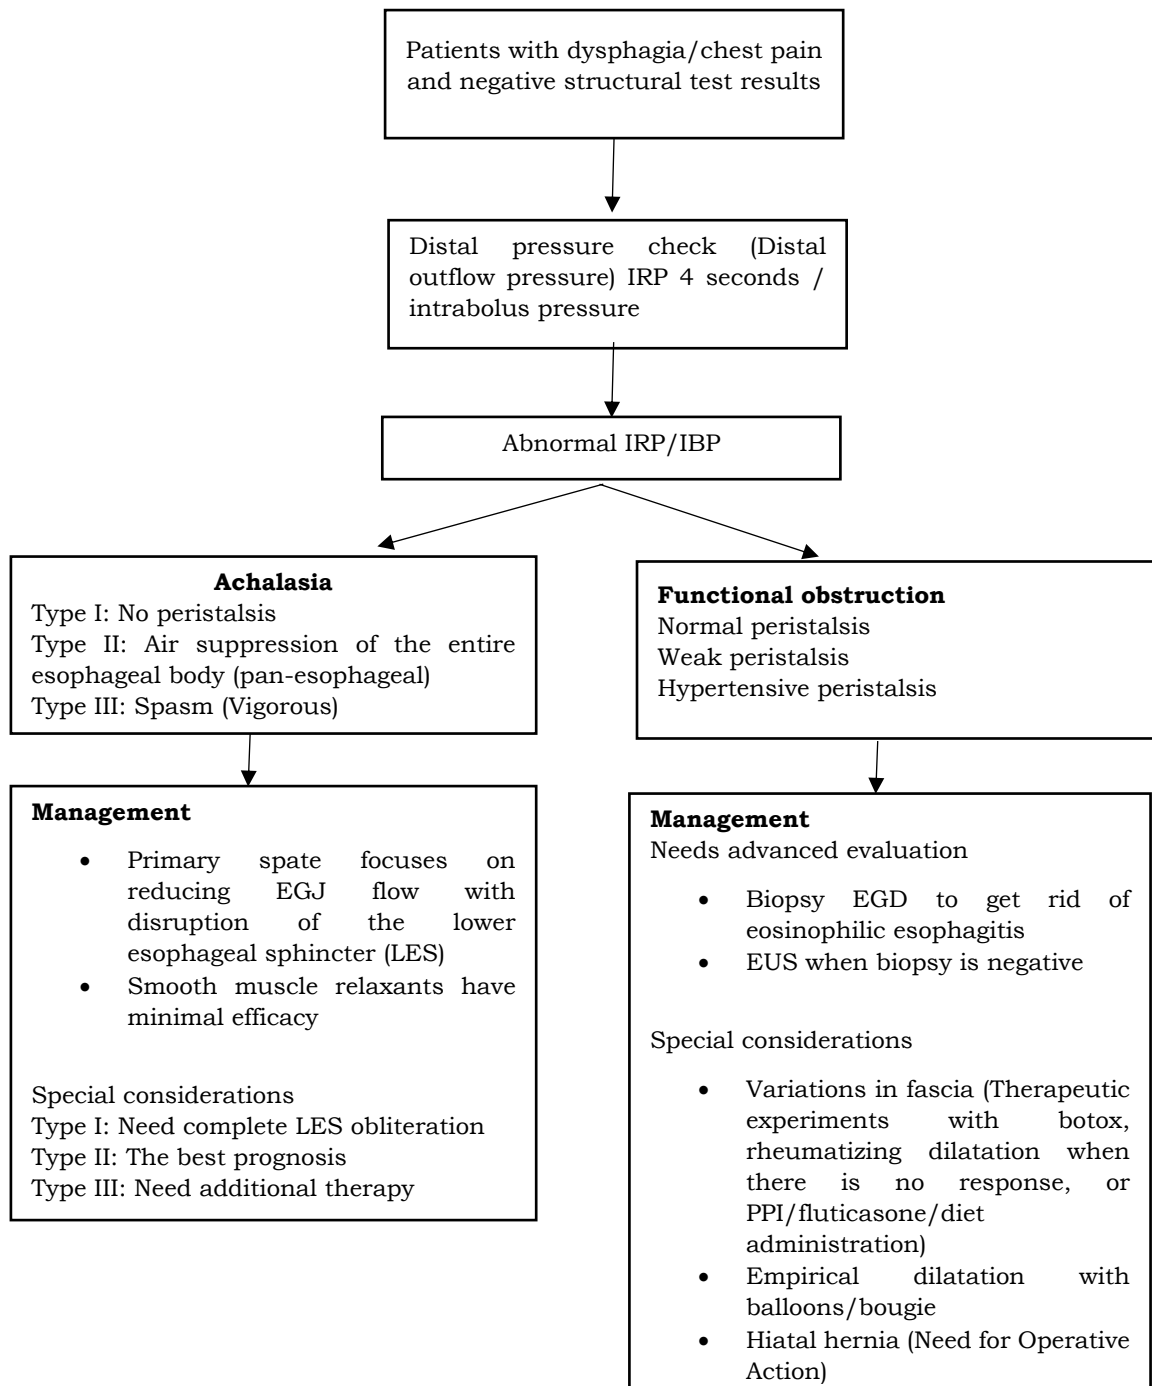 Patients with dysphagia/chest pain
and negative structural test results
Distal pressure check (Distal
outflow pressure) IRP 4 seconds /
intrabolus pressure
Abnormal IRP/IBP
Achalasia
Type I: No peristalsis
Type II: Air suppression of the entire
esophageal body (pan-esophageal)
Type III: Spasm (Vigorous)
Functional obstruction
Normal peristalsis
Weak peristalsis
Hypertensive peristalsis
Management
• Primary spate focuses on
reducing EGJ flow with
disruption of the lower
esophageal sphincter (LES)
• Smooth muscle relaxants have
minimal efficacy
Special considerations
Type I: Need complete LES obliteration
Type II: The best prognosis
Type III: Need additional therapy
Management
Needs advanced evaluation
• Biopsy EGD to get rid of
eosinophilic esophagitis
• EUS when biopsy is negative
Special considerations
• Variations in fascia (Therapeutic
experiments with botox,
rheumatizing dilatation when
there is no response, or
PPI/fluticasone/diet
administration)
• Empirical dilatation with
balloons/bougie
• Hiatal hernia (Need for Operative
Action)